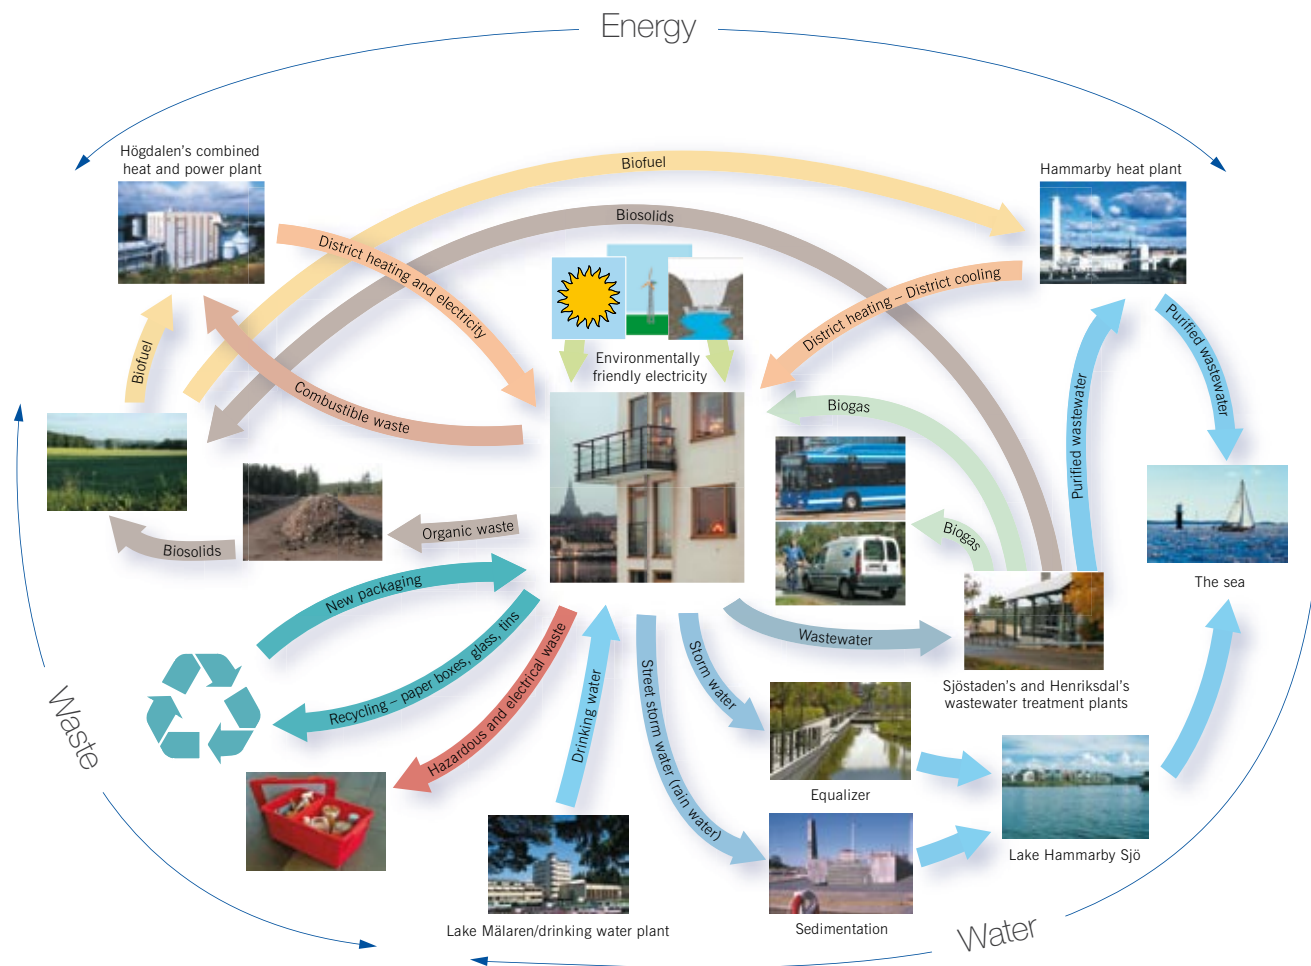 Energy
Högdalen's combined
heat and power plant
Biofuel
Hammarby heat plant
Biosolids
District heating and electricity
District heating – District cooling
Purified wastewater
Environmentally
friendly electricity
Biofuel
Combustible waste
Biogas
Purified wastewater
Organic waste
Biogas
Biosolids
The sea
New packaging
Recycling – paper boxes, glass, tins
Hazardous and electrical waste
Drinking water
Street storm water (rain water)
Storm water
Wastewater
Sjöstaden's and Henriksdal's
wastewater treatment plants
Waste
Equalizer
Lake Hammarby Sjö
Lake Mälaren/drinking water plant
Sedimentation
Water